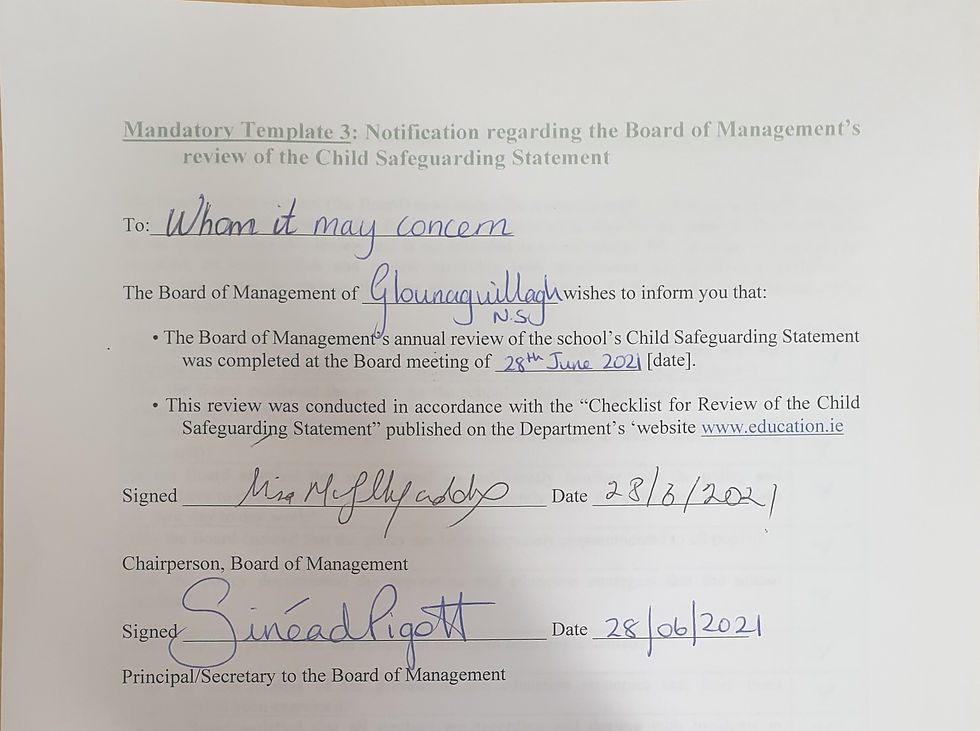 Mandatory Template 3: Notification regarding the Board of Management's
review of the Child Safeguarding Statement
To: Whom it may concern
The Board of Management of Glounaguillagh wishes to inform you that:
N.S.
• The Board of Management's annual review of the school's Child Safeguarding Statement
was completed at the Board meeting of 28th June 2021 [date].
• This review was conducted in accordance with the “Checklist for Review of the Child
Safeguarding Statement” published on the Department's ‘website www.education.ie
Signed Date 28/6/2021
Chairperson, Board of Management
Signed Sinéad Pigott Date 28/06/2021
Principal/Secretary to the Board of Management